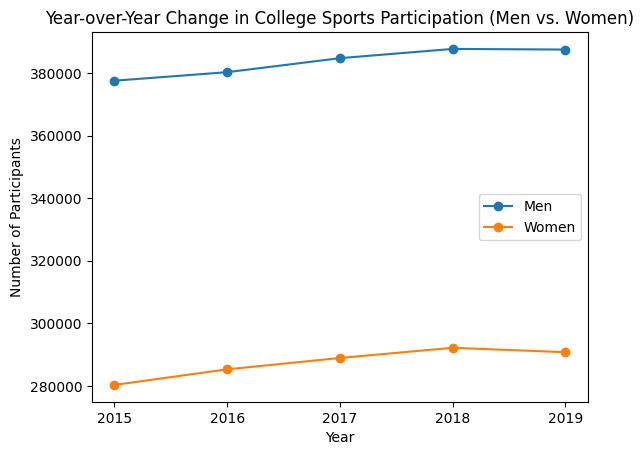 Year-over-Year Change in College Sports Participation (Men vs. Women)
380000
360000
340000
320000
300000
280000
Number of Participants
Men
Women
2015 2016 2017 2018 2019
Year